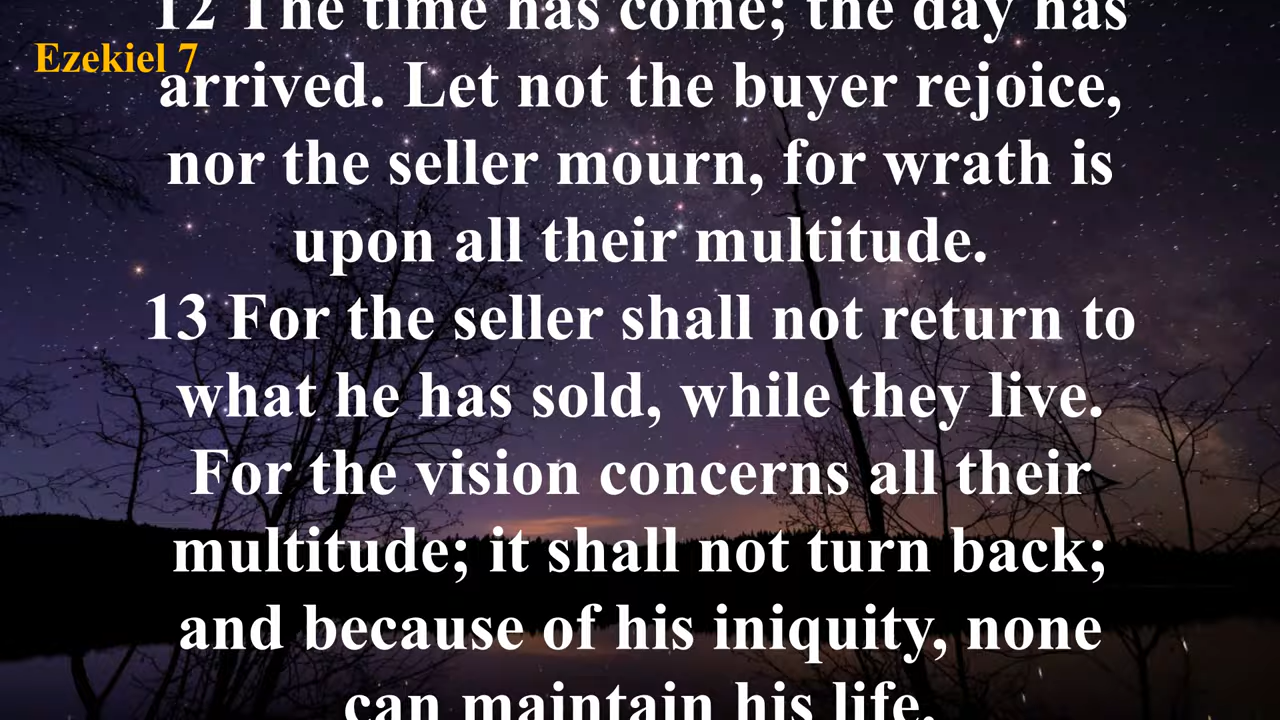 12 The time has come; the day has
Ezekiel 7
arrived. Let not the buyer rejoice,
nor the seller mourn, for wrath is
upon all their multitude.
13 For the seller shall not return to
what he has sold, while they live.
For the vision concerns all their
multitude; it shall not turn back;
and because of his iniquity, none
can maintain his life.